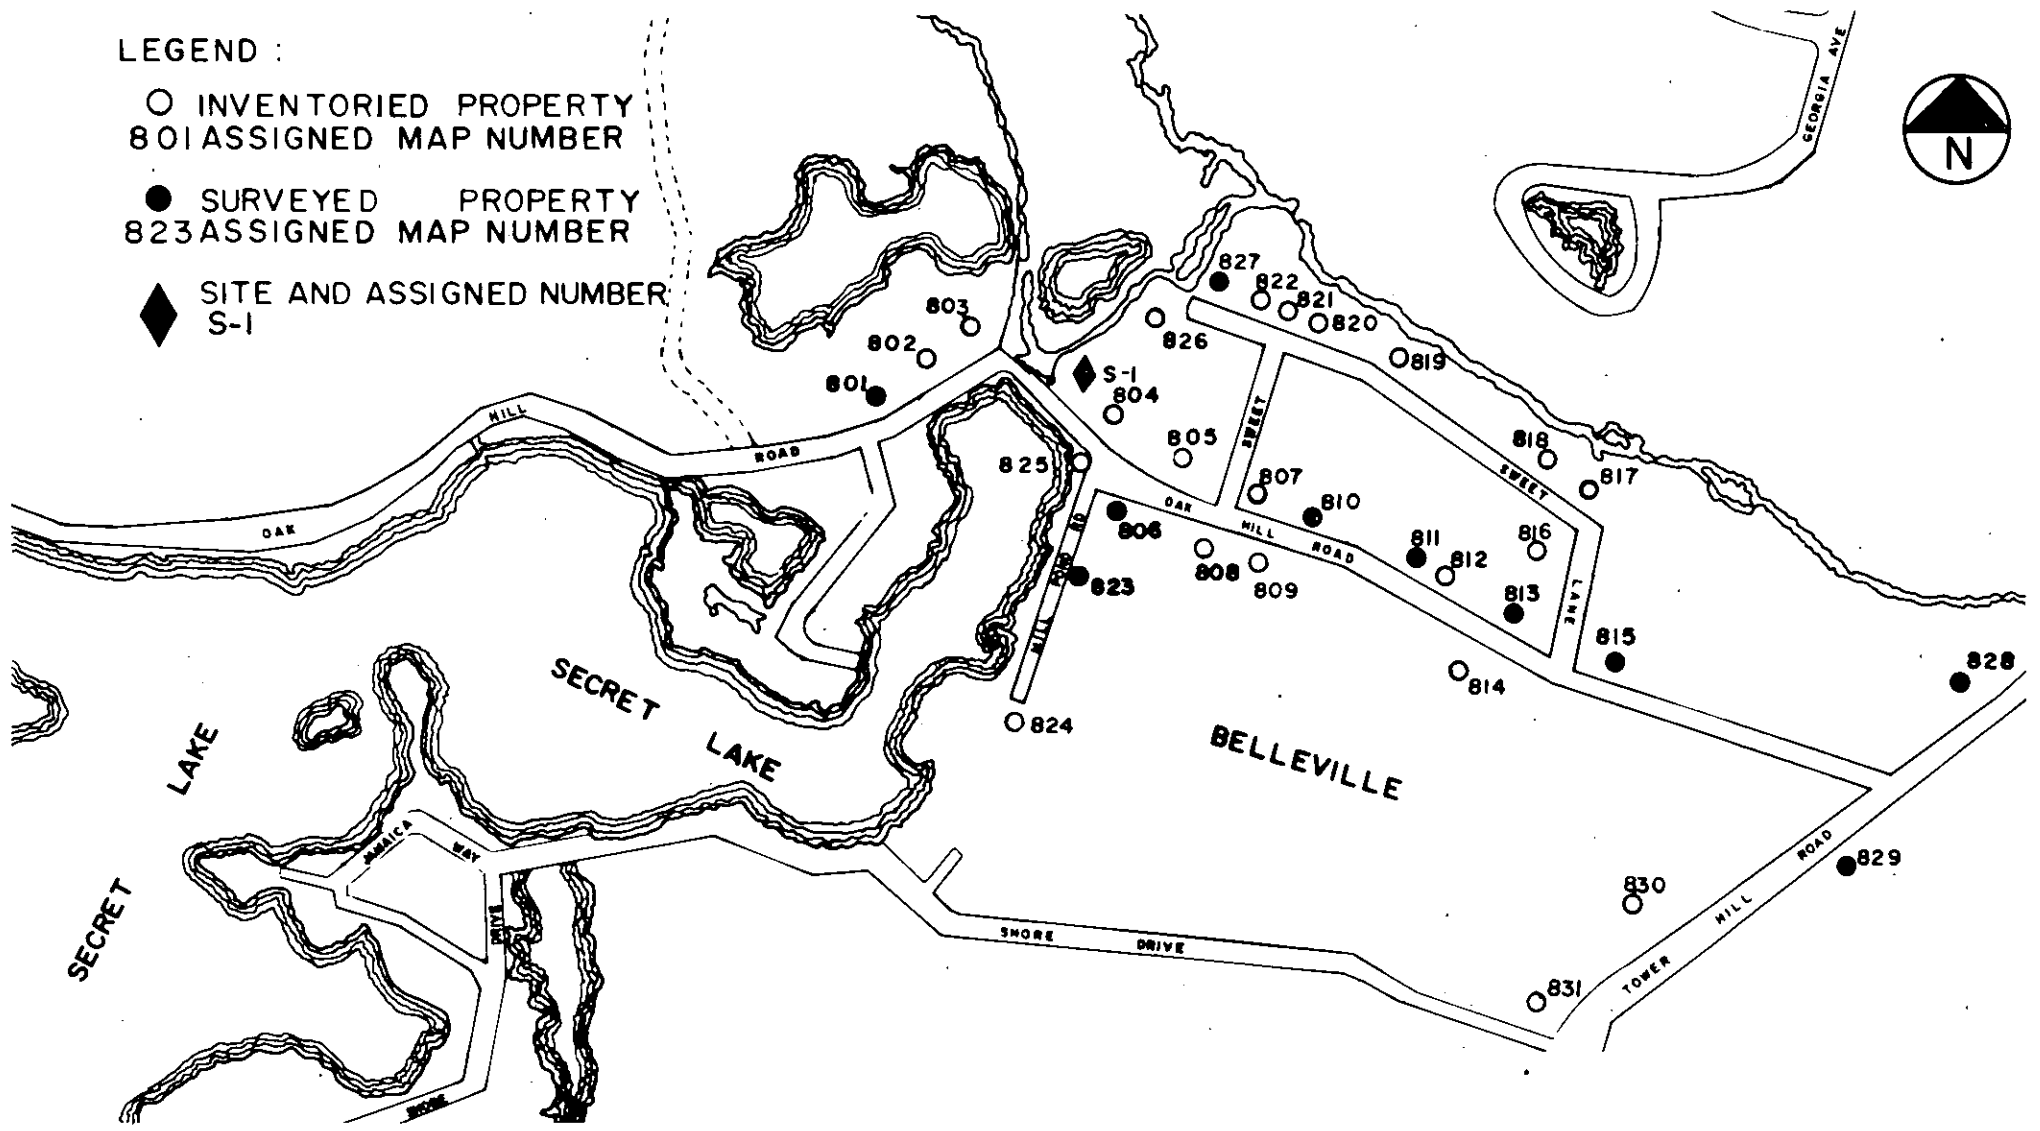 LEGEND :
INVENTORIED PROPERTY
801 ASSIGNED MAP NUMBER
SURVEYED PROPERTY
823 ASSIGNED MAP NUMBER
SITE AND ASSIGNED NUMBER
S-1
N
GEORGIA AVE
827
822
821
820
819
826
803
802
801
S-1
804
805
825
SWEET
SWEET
LANE
818
817
816
807
810
811
812
813
815
828
806
808
809
823
814
824
OAK
HILL
ROAD
OAK
HILL
ROAD
MILL
POND
RD
SECRET
LAKE
SECRET
LAKE
BELLEVILLE
JAMAICA
WAY
DRIVE
SHORE
SHORE
DRIVE
829
830
831
TOWER
HILL
ROAD